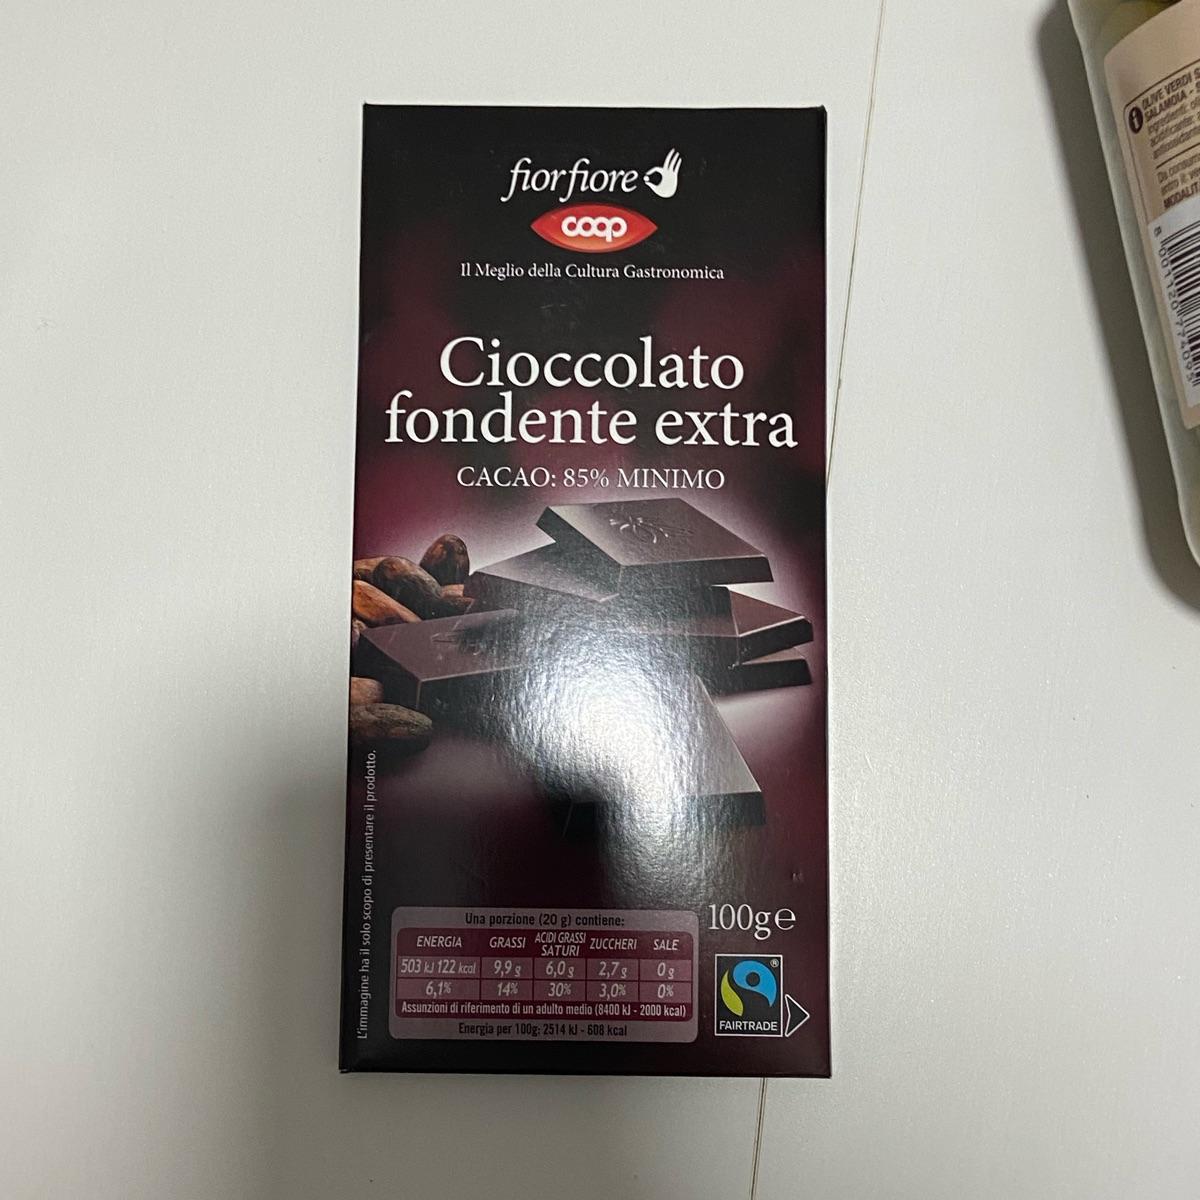 fiorfiore
coop
Il Meglio della Cultura Gastronomica
Cioccolato
fondente extra
CACAO: 85% MINIMO
L'immagine ha il solo scopo di presentare il prodotto.
100g e
Una porzione (20 g) contiene:
ENERGIA GRASSI ACIDI GRASSI SATURI ZUCCHERI SALE
503 kJ 122 kcal 9,9 g 6,0 g 2,7 g 0 g
6,1% 14% 30% 3,0% 0%
Assunzioni di riferimento di un adulto medio (8400 kJ - 2000 kcal)
Energia per 100g: 2514 kJ - 608 kcal
FAIRTRADE
®
OLIVE VERDI
SALAMOIA -